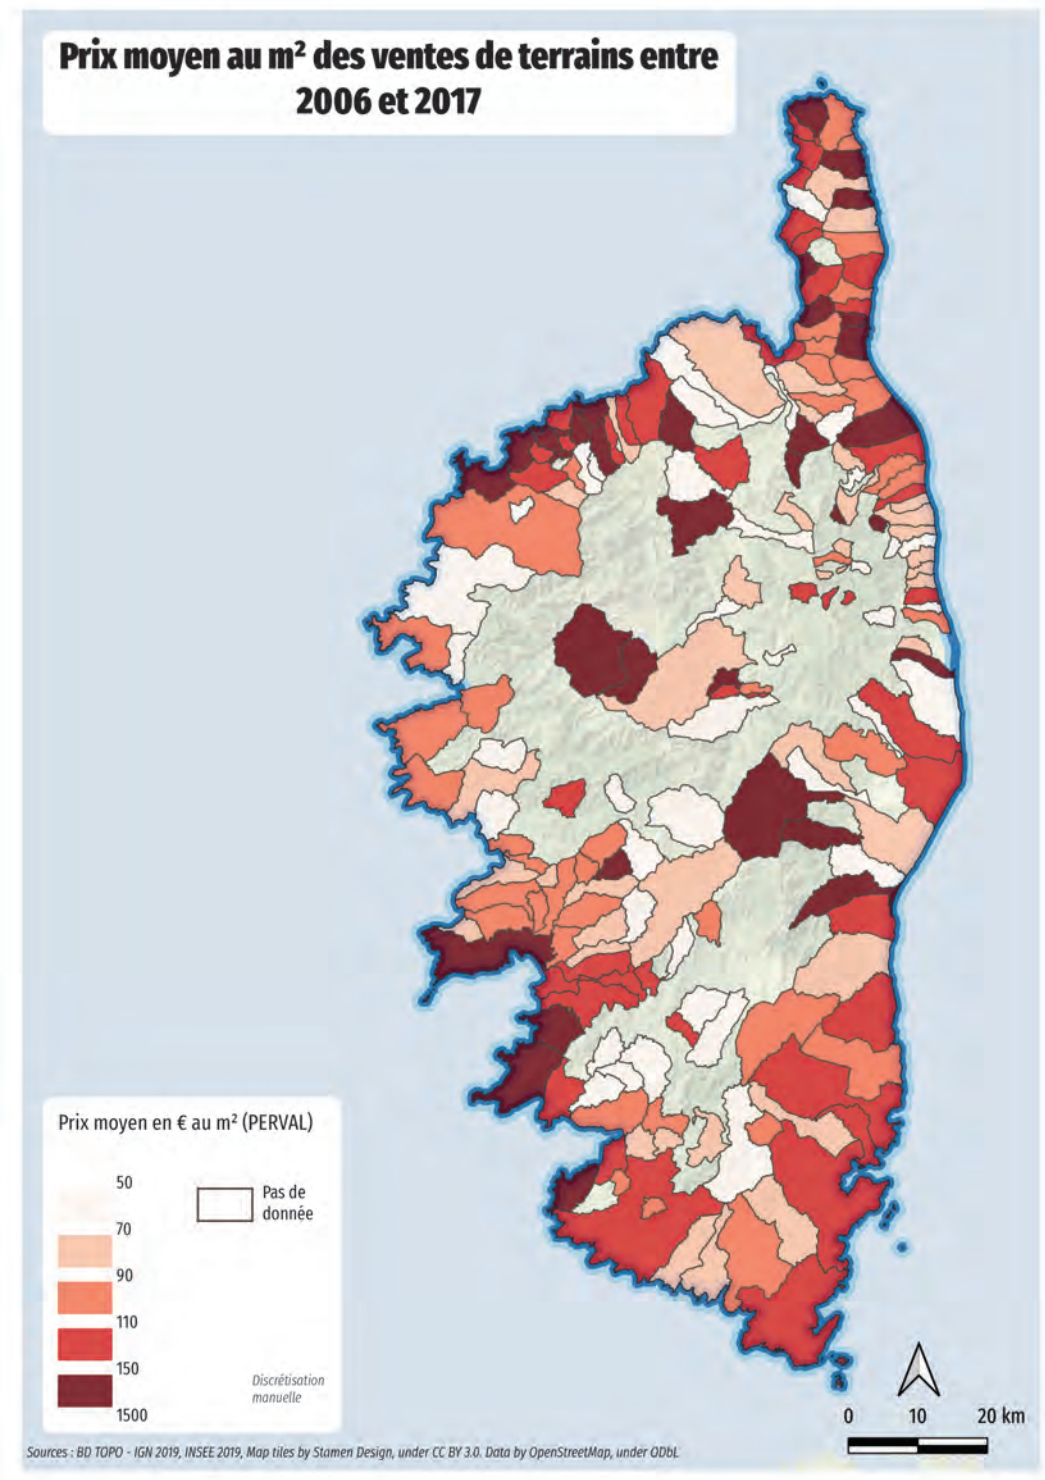 Prix moyen au m² des ventes de terrains entre
2006 et 2017
Prix moyen en € au m² (PERVAL)
50
70
90
110
150
1500
Pas de
donnée
Discrétisation
manuelle
0 10 20 km
Sources : BD TOPO - IGN 2019, INSEE 2019, Map tiles by Stamen Design, under CC BY 3.0. Data by OpenStreetMap, under ODbL